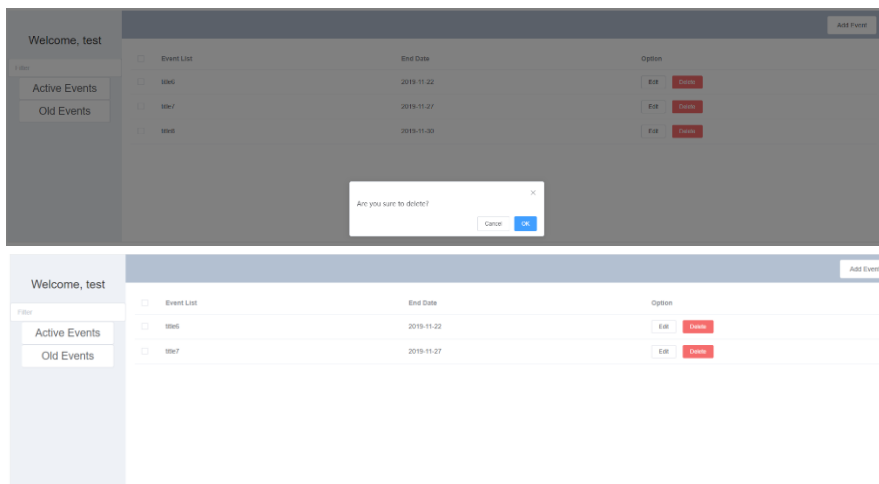 Add Event
Welcome, test
Event List End Date Option
Filter
title6 2019-11-22 Edit Delete
Active Events
title7 2019-11-27 Edit Delete
Old Events
title8 2019-11-30 Edit Delete
Are you sure to delete?
Cancel OK
Add Event
Welcome, test
Event List End Date Option
Filter
title6 2019-11-22 Edit Delete
Active Events
title7 2019-11-27 Edit Delete
Old Events